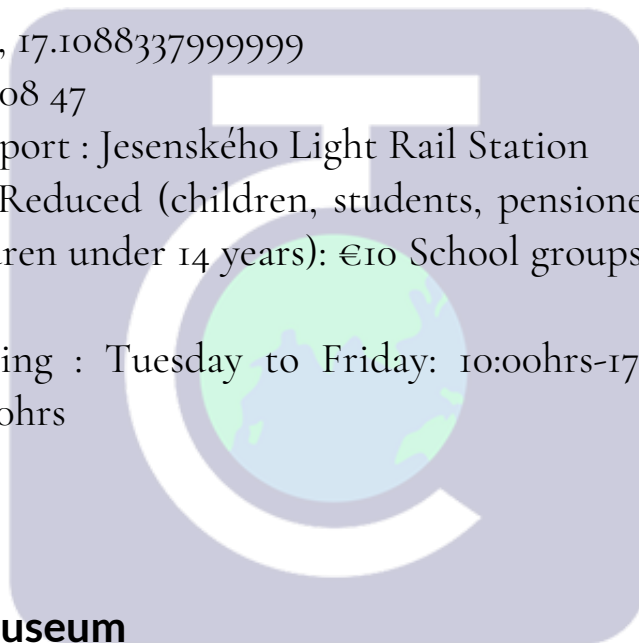 , 17.1088337999999
08 47
port : Jesenského Light Rail Station
Reduced (children, students, pensione
ren under 14 years): €10 School groups
ing : Tuesday to Friday: 10:00hrs-17
ohrs
useum